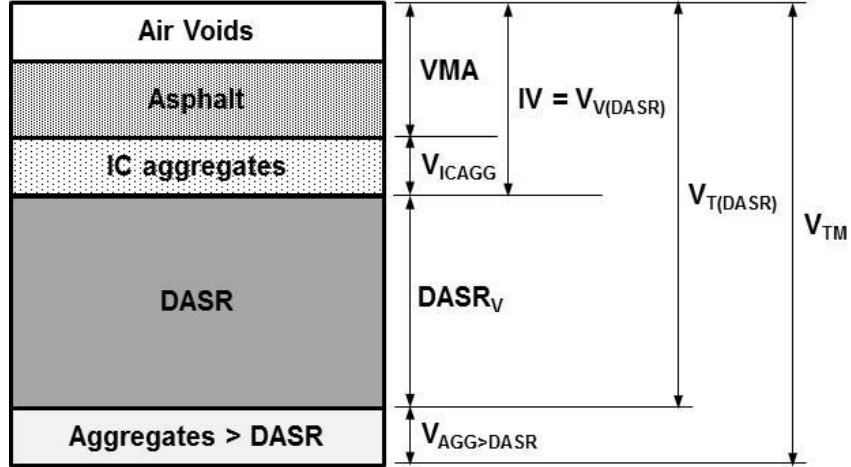 Air Voids
Asphalt
IC aggregates
DASR
Aggregates > DASR
VMA
V_ICAGG
IV = V_V(DASR)
DASR_V
V_AGG>DASR
V_T(DASR)
V_TM